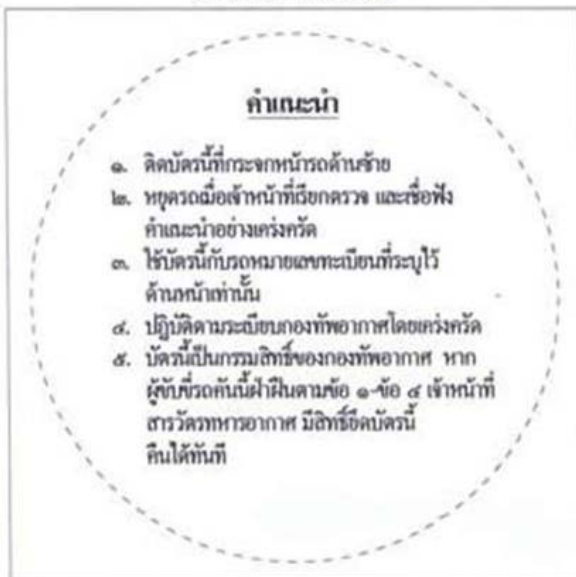 คำแนะนำ
๑. ติดบัตรนี้ที่กระจกหน้ารถด้านซ้าย
๒. หยุดรถเมื่อเจ้าหน้าที่เรียกตรวจ และเชื่อฟัง
คำแนะนำอย่างเคร่งครัด
๓. ใช้บัตรนี้กับรถหมายเลขทะเบียนที่ระบุไว้
ด้านหน้าเท่านั้น
๔. ปฏิบัติตามระเบียบกองทัพอากาศโดยเคร่งครัด
๕. บัตรนี้เป็นกรรมสิทธิ์ของกองทัพอากาศ หาก
ผู้ขับขี่รถคันนี้ฝ่าฝืนตามข้อ ๑-ข้อ ๔ เจ้าหน้าที่
สารวัตรทหารอากาศ มีสิทธิ์ยึดบัตรนี้
คืนได้ทันที